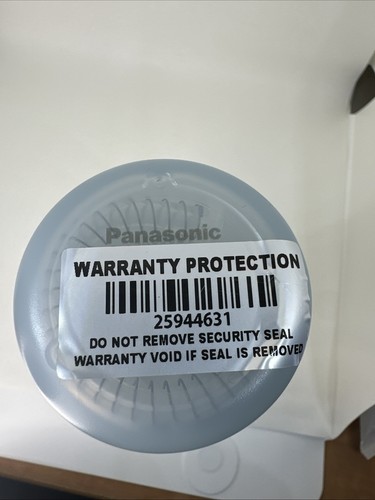 Panasonic
WARRANTY PROTECTION
25944631
DO NOT REMOVE SECURITY SEAL
WARRANTY VOID IF SEAL IS REMOVED